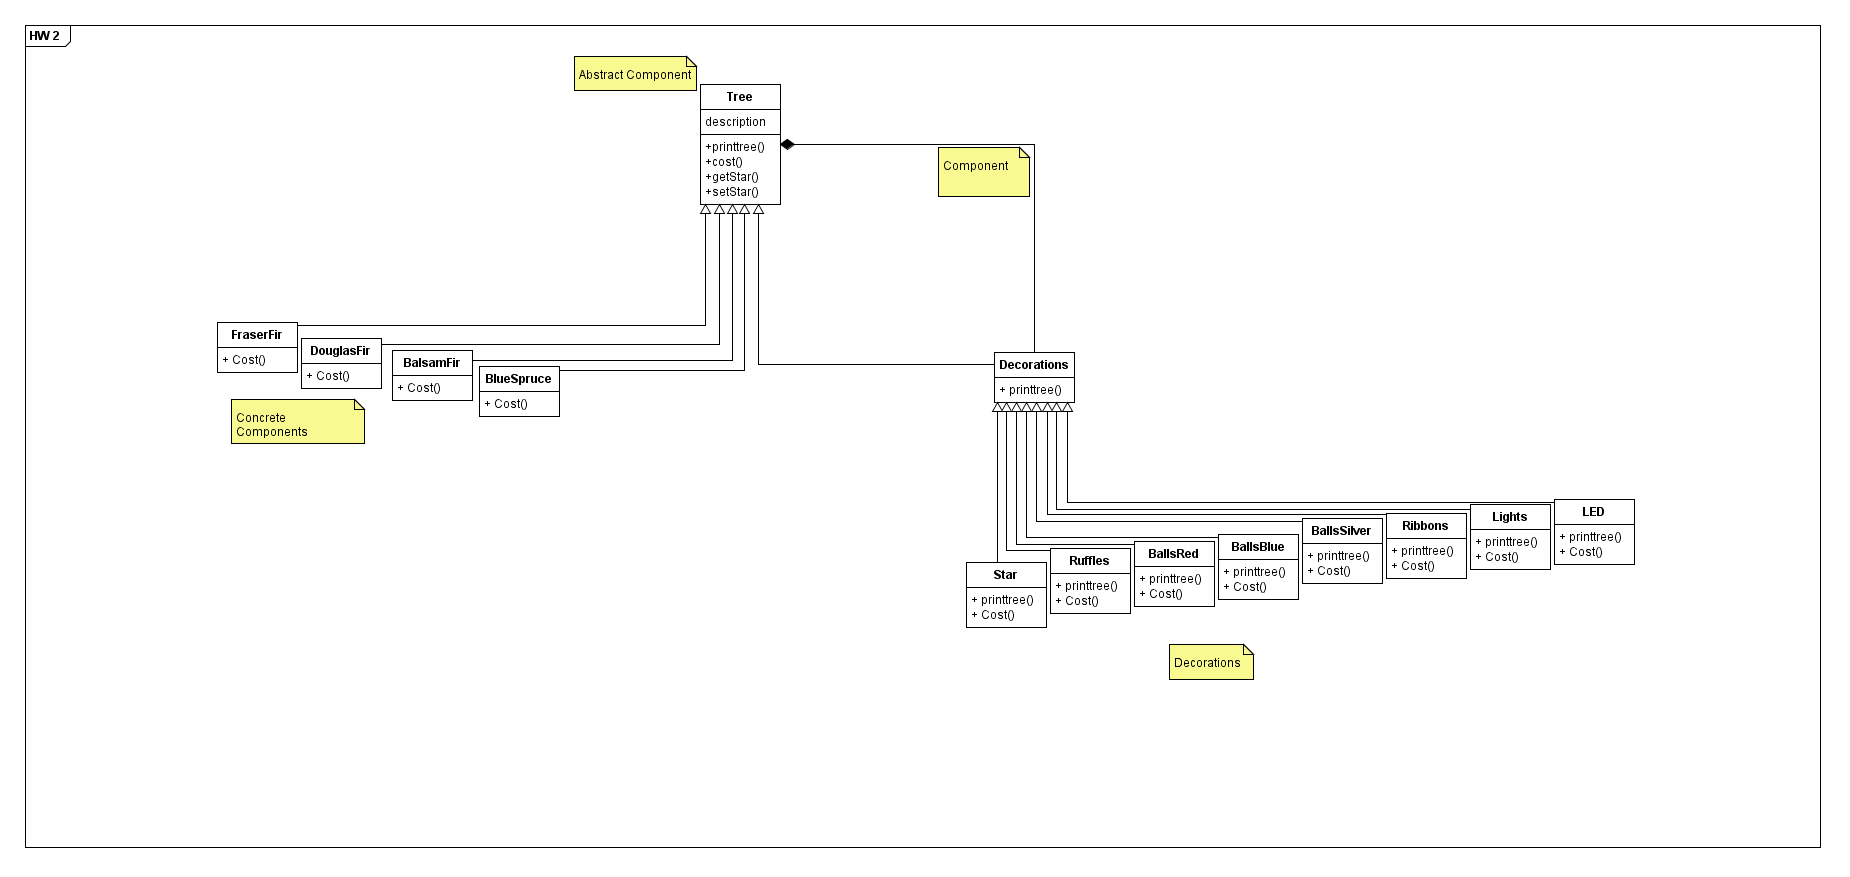 HW 2
Abstract Component
Tree
description
+printtree()
+cost()
+getStar()
+setStar()
Component
FraserFir
+ Cost()
DouglasFir
+ Cost()
BalsamFir
+ Cost()
BlueSpruce
+ Cost()
Concrete
Components
Decorations
+ printtree()
Star
+ printtree()
+ Cost()
Ruffles
+ printtree()
+ Cost()
BallsRed
+ printtree()
+ Cost()
BallsBlue
+ printtree()
+ Cost()
BallsSilver
+ printtree()
+ Cost()
Ribbons
+ printtree()
+ Cost()
Lights
+ printtree()
+ Cost()
LED
+ printtree()
+ Cost()
Decorations